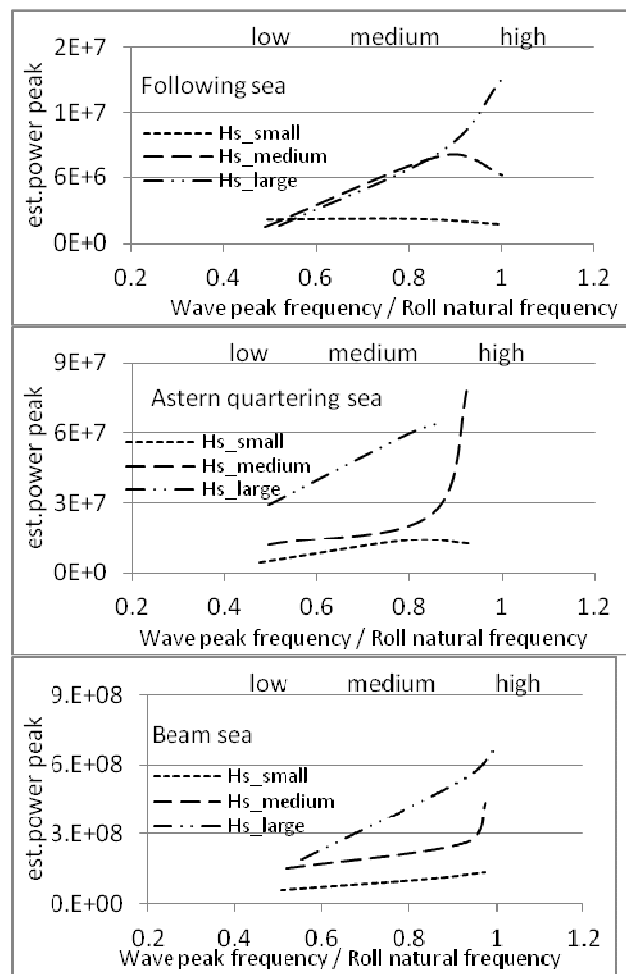 low medium high
2E+7
Following sea
1E+7
Hs_small
Hs_medium
Hs_large
6E+6
0E+0
est.power peak
0.2 0.4 0.6 0.8 1 1.2
Wave peak frequency / Roll natural frequency
low medium high
9E+7
Astern quartering sea
6E+7
Hs_small
Hs_medium
Hs_large
3E+7
0E+0
est.power peak
0.2 0.4 0.6 0.8 1 1.2
Wave peak frequency / Roll natural frequency
low medium high
9.E+08
Beam sea
6.E+08
Hs_small
Hs_medium
Hs_large
3.E+08
0.E+00
est.power peak
0.2 0.4 0.6 0.8 1 1.2
Wave peak frequency / Roll natural frequency